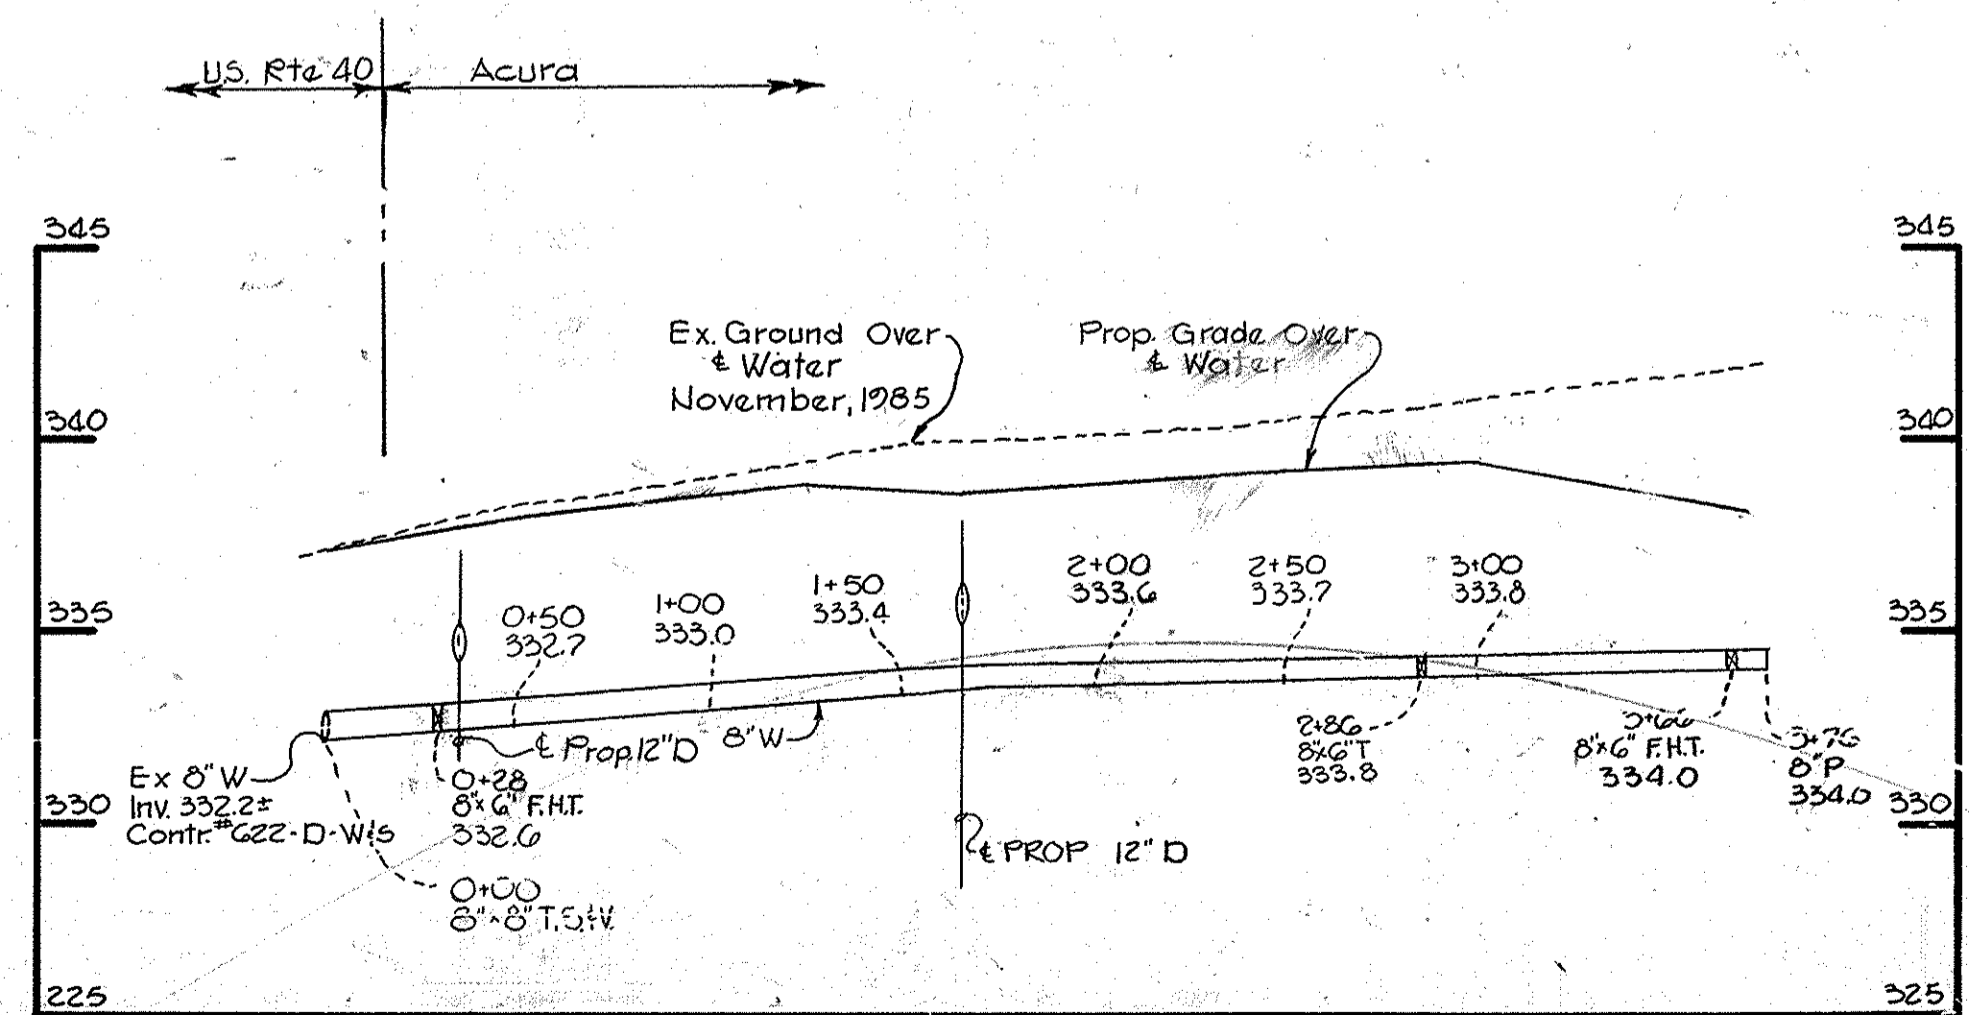 U.S. Rte 40
Acura
345
345
Ex. Ground Over
℄ Water
November, 1985
Prop. Grade Over
℄ Water
340
340
335
335
0+50
332.7
1+00
333.0
1+50
333.4
2+00
333.6
2+50
333.7
3+00
333.8
Ex 8" W
Inv. 332.2±
Contr. #622-D-W&S
℄ Prop. 12" D
8" W
0+28
8"x6" F.H.T.
332.6
0+00
8"x8" T.S.&V.
℄ PROP 12" D
2+86
8"x6" T
333.8
3+66
8"x6" F.H.T.
334.0
3+76
8" P
334.0
330
330
225
325